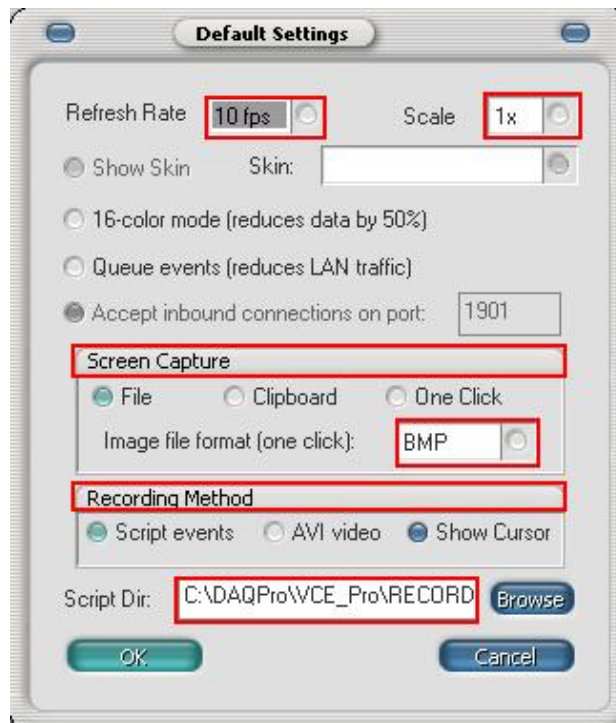 Default Settings
Refresh Rate 10 fps Scale 1x
Show Skin Skin:
16-color mode (reduces data by 50%)
Queue events (reduces LAN traffic)
Accept inbound connections on port: 1901
Screen Capture
File Clipboard One Click
Image file format (one click): BMP
Recording Method
Script events AVI video Show Cursor
Script Dir: C:\DAQPro\VCE_Pro\RECORD Browse
OK Cancel